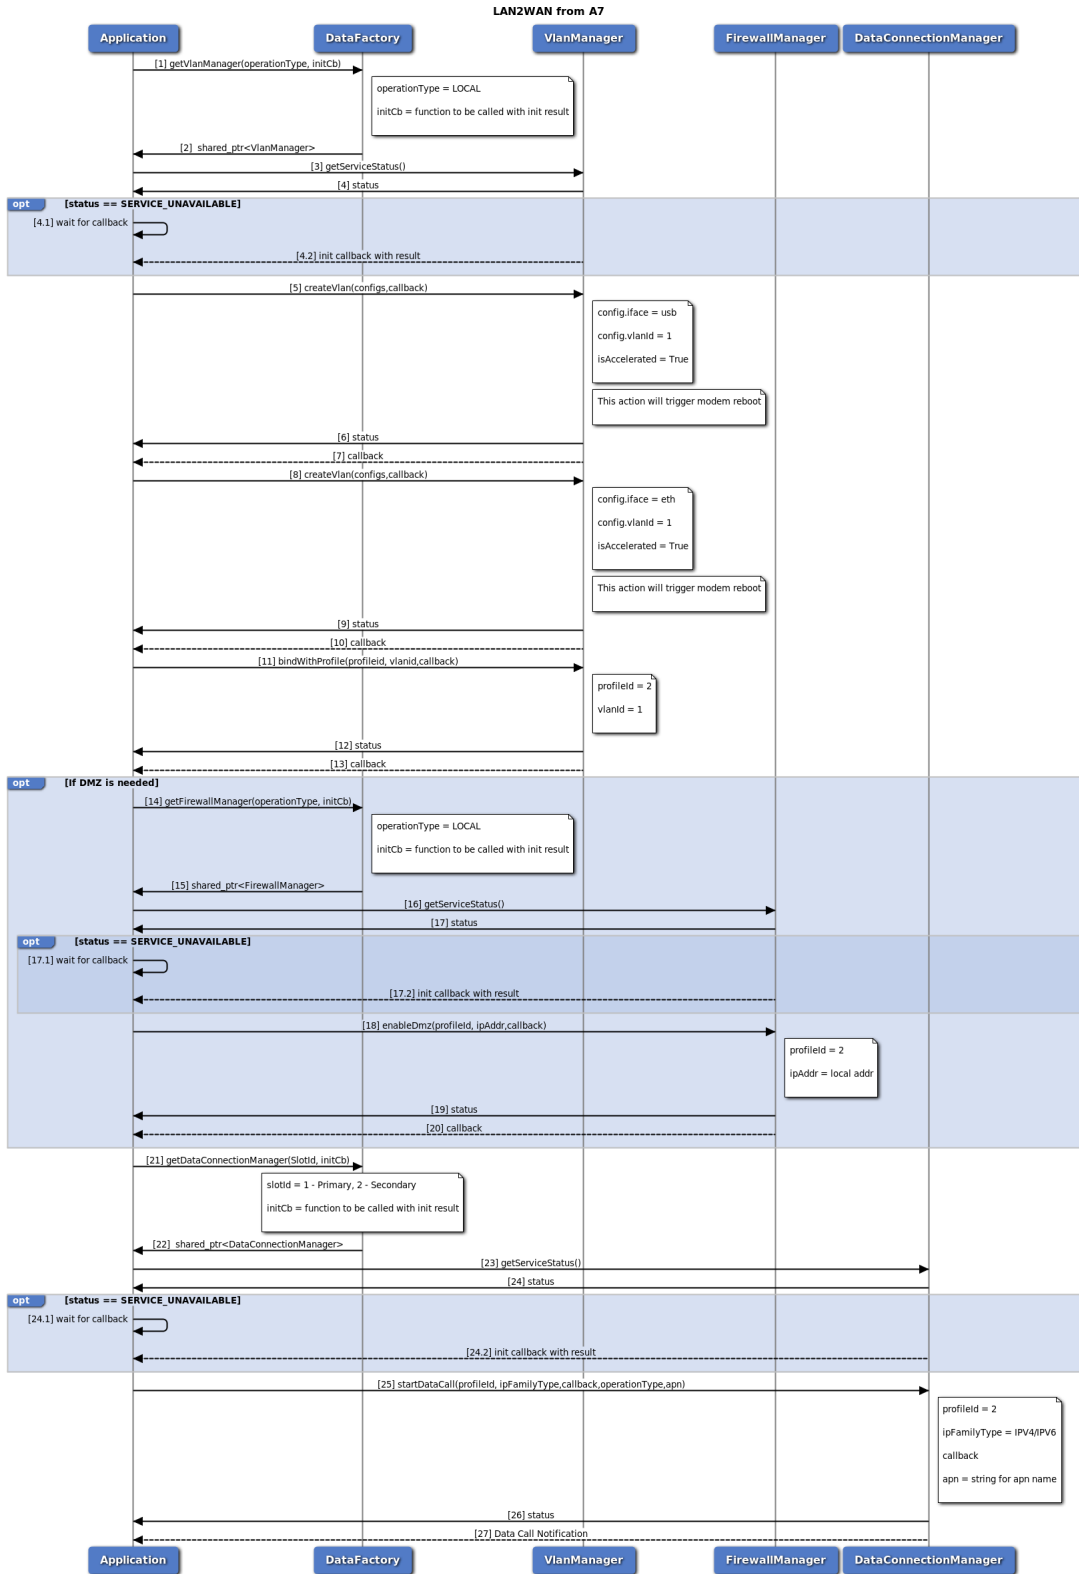 LAN2WAN from A7
Application
DataFactory
VlanManager
FirewallManager
DataConnectionManager
[1] getVlanManager(operationType, initCb)
operationType = LOCAL
initCb = function to be called with init result
[2]  shared_ptr<VlanManager>
[3] getServiceStatus()
[4] status
opt
[status == SERVICE_UNAVAILABLE]
[4.1] wait for callback
[4.2] init callback with result
[5] createVlan(configs,callback)
config.iface = usb
config.vlanId = 1
isAccelerated = True
This action will trigger modem reboot
[6] status
[7] callback
[8] createVlan(configs,callback)
config.iface = eth
config.vlanId = 1
isAccelerated = True
This action will trigger modem reboot
[9] status
[10] callback
[11] bindWithProfile(profileid, vlanid,callback)
profileId = 2
vlanId = 1
[12] status
[13] callback
opt
[If DMZ is needed]
[14] getFirewallManager(operationType, initCb)
operationType = LOCAL
initCb = function to be called with init result
[15] shared_ptr<FirewallManager>
[16] getServiceStatus()
[17] status
opt
[status == SERVICE_UNAVAILABLE]
[17.1] wait for callback
[17.2] init callback with result
[18] enableDmz(profileId, ipAddr,callback)
profileId = 2
ipAddr = local addr
[19] status
[20] callback
[21] getDataConnectionManager(SlotId, initCb)
slotId = 1 - Primary, 2 - Secondary
initCb = function to be called with init result
[22]  shared_ptr<DataConnectionManager>
[23] getServiceStatus()
[24] status
opt
[status == SERVICE_UNAVAILABLE]
[24.1] wait for callback
[24.2] init callback with result
[25] startDataCall(profileId, ipFamilyType,callback,operationType,apn)
profileId = 2
ipFamilyType = IPV4/IPV6
callback
apn = string for apn name
[26] status
[27] Data Call Notification
Application
DataFactory
VlanManager
FirewallManager
DataConnectionManager